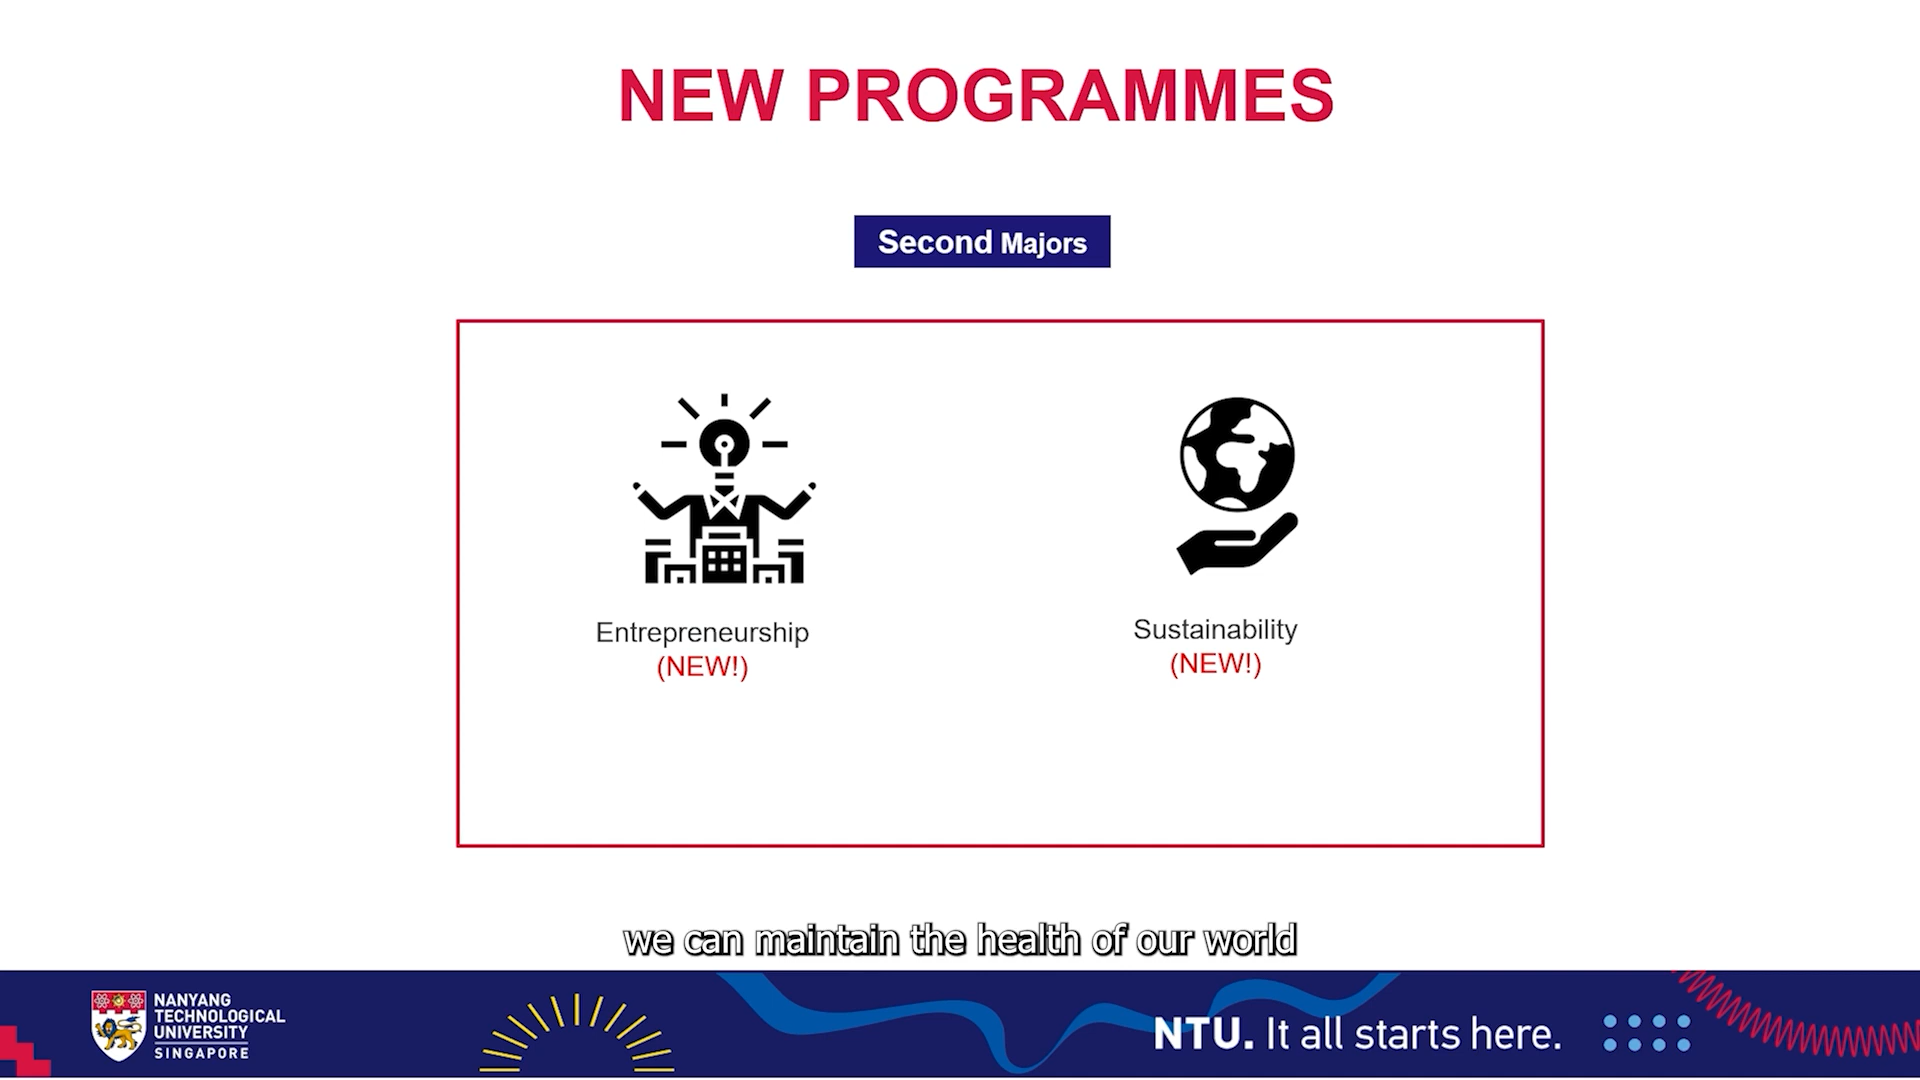 NEW PROGRAMMES
Second Majors
Entrepreneurship
(NEW!)
Sustainability
(NEW!)
we can maintain the health of our world
NANYANG
TECHNOLOGICAL
UNIVERSITY
SINGAPORE
NTU. It all starts here.